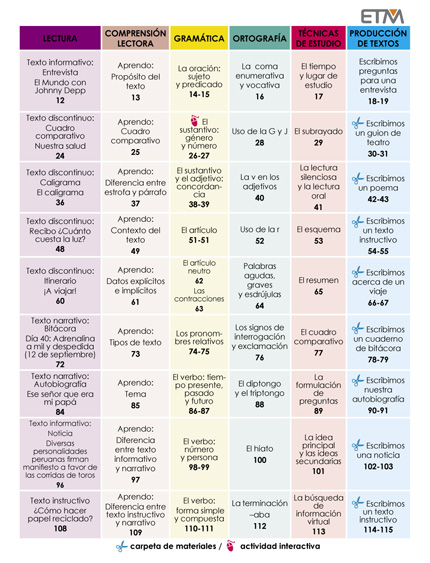 ETM
LECTURA
COMPRENSIÓN
LECTORA
GRAMÁTICA
ORTOGRAFÍA
TÉCNICAS
DE ESTUDIO
PRODUCCIÓN
DE TEXTOS
Texto informativo:
Entrevista
El Mundo con
Johnny Depp
12
Aprendo:
Propósito del
texto
13
La oración:
sujeto
y predicado
14-15
La coma
enumerativa
y vocativa
16
El tiempo
y lugar de
estudio
17
Escribimos
preguntas
para una
entrevista
18-19
Texto discontinuo:
Cuadro
comparativo
Nuestra salud
24
Aprendo:
Cuadro
comparativo
25
El
sustantivo:
género
y número
26-27
Uso de la G y J
28
El subrayado
29
Escribimos
un guion de
teatro
30-31
Texto discontinuo:
Caligrama
El caligrama
36
Aprendo:
Diferencia entre
estrofa y párrafo
37
El sustantivo
y el adjetivo:
concordan-
cia
38-39
La v en los
adjetivos
40
La lectura
silenciosa
y la lectura
oral
41
Escribimos
un poema
42-43
Texto discontinuo:
Recibo ¿Cuánto
cuesta la luz?
48
Aprendo:
Contexto del
texto
49
El artículo
51-51
Uso de la r
52
El esquema
53
Escribimos
un texto
instructivo
54-55
Texto discontinuo:
Itinerario
¡A viajar!
60
Aprendo:
Datos explícitos
e implícitos
61
El artículo
neutro
62
Las
contracciones
63
Palabras
agudas,
graves
y esdrújulas
64
El resumen
65
Escribimos
acerca de un
viaje
66-67
Texto narrativo:
Bitácora
Día 40: Adrenalina
a mil y despedida
(12 de septiembre)
72
Aprendo:
Tipos de texto
73
Los pronom-
bres relativos
74-75
Los signos de
interrogación
y exclamación
76
El cuadro
comparativo
77
Escribimos
un cuaderno
de bitácora
78-79
Texto narrativo:
Autobiografía
Ese señor que era
mi papá
84
Aprendo:
Tema
85
El verbo: tiem-
po presente,
pasado
y futuro
86-87
El diptongo
y el triptongo
88
La
formulación
de
preguntas
89
Escribimos
nuestra
autobiografía
90-91
Texto informativo:
Noticia
Diversas
personalidades
peruanas firman
manifiesto a favor de
las corridas de toros
96
Aprendo:
Diferencia
entre texto
informativo
y narrativo
97
El verbo:
número
y persona
98-99
El hiato
100
La idea
principal
y las ideas
secundarias
101
Escribimos
una noticia
102-103
Texto instructivo
¿Cómo hacer
papel reciclado?
108
Aprendo:
Diferencia entre
texto instructivo
y narrativo
109
El verbo:
forma simple
y compuesta
110-111
La terminación
–aba
112
La búsqueda
de
información
virtual
113
Escribimos
un texto
instructivo
114-115
carpeta de materiales / actividad interactiva